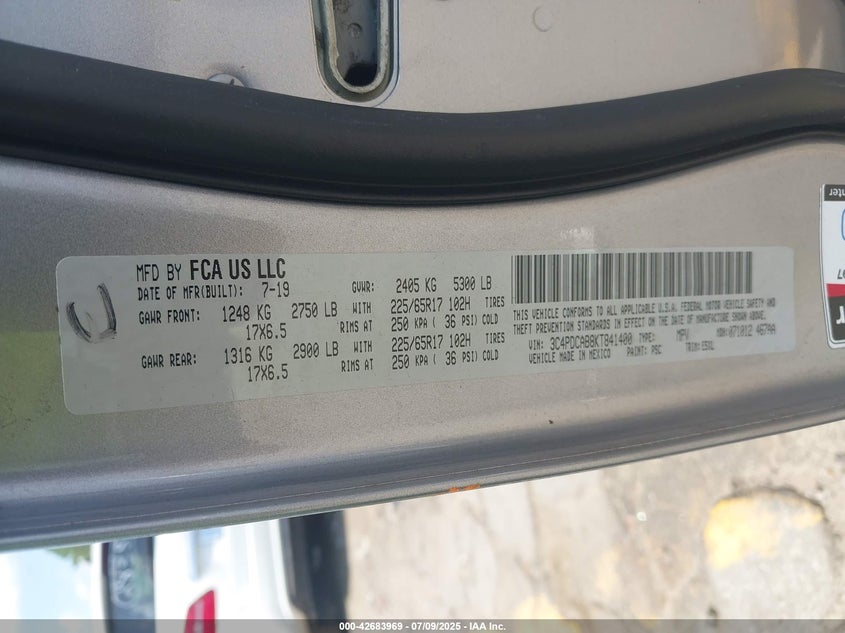 MFD BY FCA US LLC
DATE OF MFR(BUILT): 7-19 GVWR: 2405 KG 5300 LB
GAWR FRONT: 1248 KG 2750 LB WITH 225/65R17 102H TIRES
17X6.5 RIMS AT 250 KPA ( 36 PSI) COLD
GAWR REAR: 1316 KG 2900 LB WITH 225/65R17 102H TIRES
17X6.5 RIMS AT 250 KPA ( 36 PSI) COLD
THIS VEHICLE CONFORMS TO ALL APPLICABLE U.S.A. FEDERAL MOTOR VEHICLE SAFETY AND
THEFT PREVENTION STANDARDS IN EFFECT ON THE DATE OF MANUFACTURE SHOWN ABOVE.
VIN: 3C4PDCAB8KT841400 TYPE: MPV MDH: 071012 467AA
VEHICLE MADE IN MEXICO PAINT: PSC TRIM:
nter
000-42683969 / 07/09/2025 - IAA Inc.